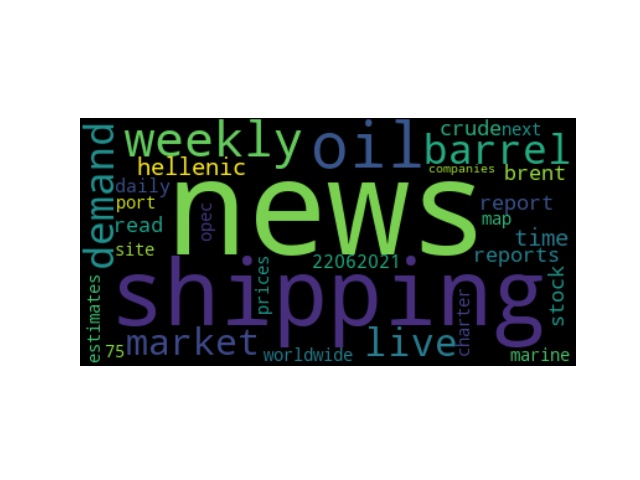 demand
weekly
oil
crude
next
barrel
hellenic
companies
brent
daily
news
port
opec
report
read
map
time
site
reports
22062021
shipping
prices
stock
estimates
75
market
worldwide
live
charter
marine